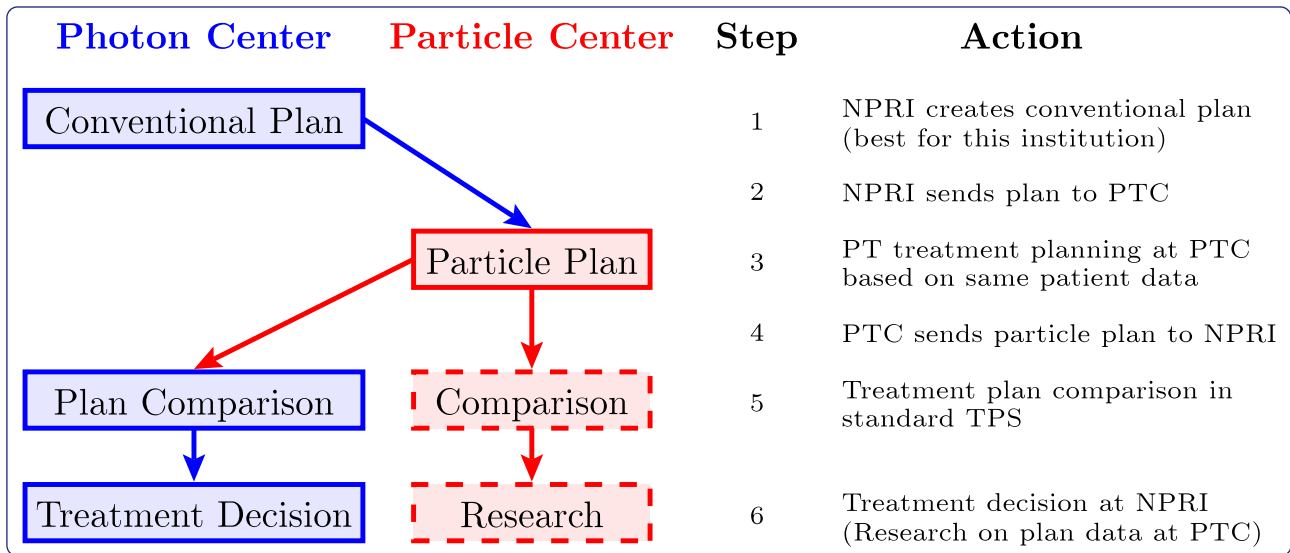 Photon Center Particle Center Step Action
Conventional Plan 1 NPRI creates conventional plan
(best for this institution)
2 NPRI sends plan to PTC
Particle Plan 3 PT treatment planning at PTC
based on same patient data
4 PTC sends particle plan to NPRI
Plan Comparison Comparison 5 Treatment plan comparison in
standard TPS
Treatment Decision Research 6 Treatment decision at NPRI
(Research on plan data at PTC)